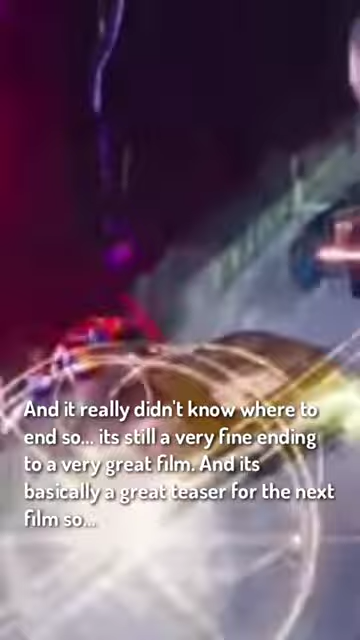 And it really didn't know where to
end so... its still a very fine ending
to a very great film. And its
basically a great teaser for the next
film so...